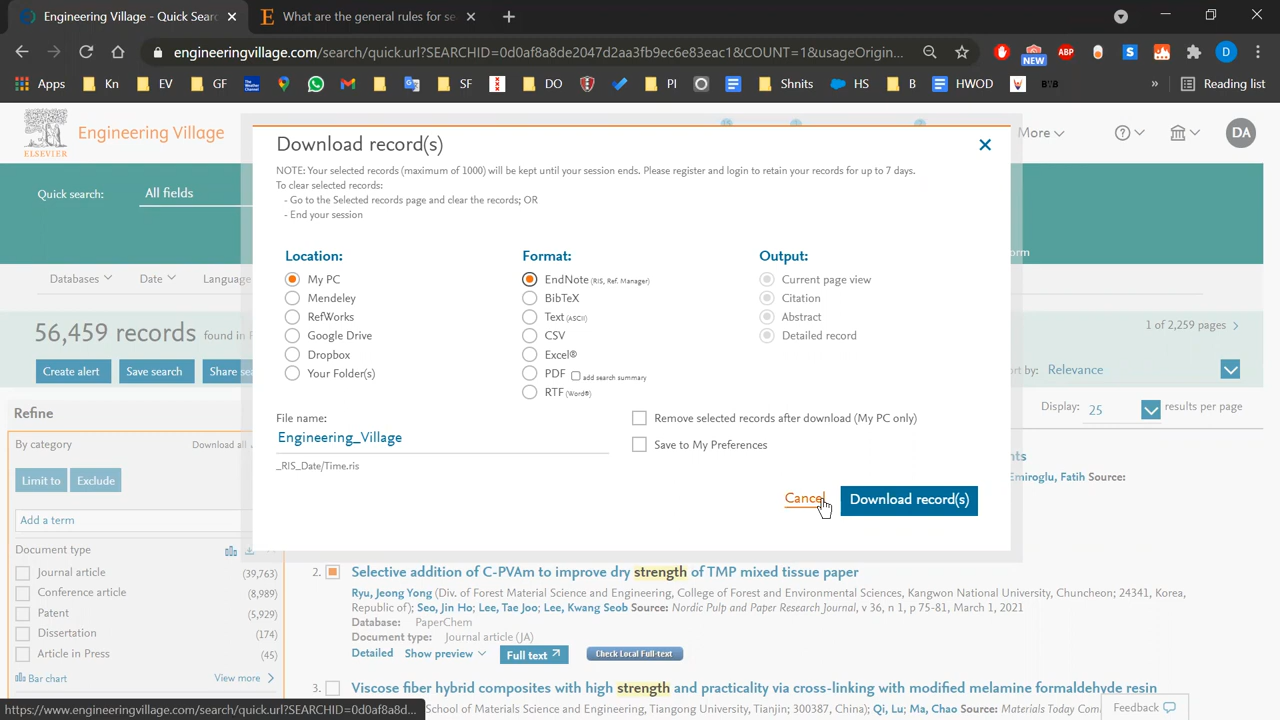 Engineering Village - Quick Sear
What are the general rules for se
engineeringvillage.com/search/quick.url?SEARCHID=0d0af8a8de2047d2aa3fb9ec6e83eac1&COUNT=1&usageOrigin...
ABP
S
D
NEW
Apps
Kn
EV
GF
SF
DO
PI
Shnits
HS
B
HWOD
»
Reading list
ELSEVIER
Engineering Village
More
DA
Quick search:
All fields
orm
Databases
Date
Language
56,459 records
found in
1 of 2,259 pages
Create alert
Save search
Share se
ort by:
Relevance
Display:
25
results per page
Download record(s)
NOTE: Your selected records (maximum of 1000) will be kept until your session ends. Please register and login to retain your records for up to 7 days.
To clear selected records:
- Go to the Selected records page and clear the records; OR
- End your session
Location:
My PC
Mendeley
RefWorks
Google Drive
Dropbox
Your Folder(s)
Format:
EndNote (RIS, Ref. Manager)
BibTeX
Text (ASCII)
CSV
Excel®
PDF add search summary
RTF (Word®)
Output:
Current page view
Citation
Abstract
Detailed record
File name:
Engineering_Village
_RIS_Date/Time.ris
Remove selected records after download (My PC only)
Save to My Preferences
Cancel
Download record(s)
Refine
By category
Download all
Limit to
Exclude
Add a term
Document type
Journal article (39,763)
Conference article (8,989)
Patent (5,929)
Dissertation (174)
Article in Press (45)
Bar chart
View more
nts
Emiroglu, Fatih Source:
2.
Selective addition of C-PVAm to improve dry strength of TMP mixed tissue paper
Ryu, Jeong Yong (Div. of Forest Material Science and Engineering, College of Forest and Environmental Sciences, Kangwon National University, Chuncheon; 24341, Korea,
Republic of); Seo, Jin Ho; Lee, Tae Joo; Lee, Kwang Seob Source: Nordic Pulp and Paper Research Journal, v 36, n 1, p 75-81, March 1, 2021
Database: PaperChem
Document type: Journal article (JA)
Detailed
Show preview
Full text
Check Local Full-text
3.
Viscose fiber hybrid composites with high strength and practicality via cross-linking with modified melamine formaldehyde resin
School of Materials Science and Engineering, Tiangong University, Tianjin; 300387, China); Qi, Lu; Ma, Chao Source: Materials Today Com
Feedback
https://www.engineeringvillage.com/search/quick.url?SEARCHID=0d0af8a8d...